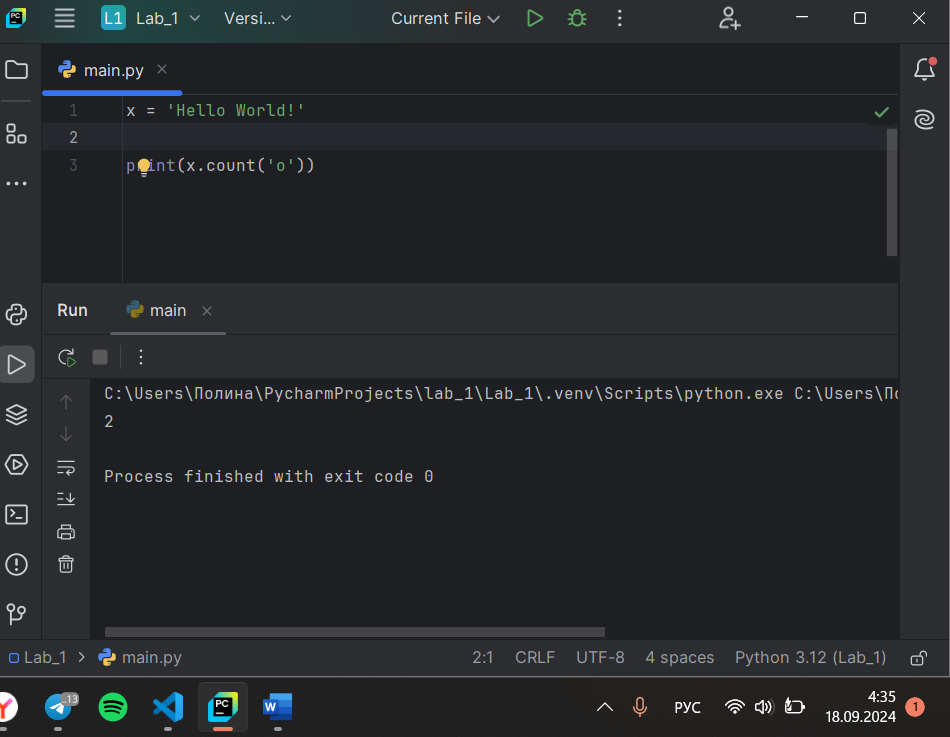 PC L1 Lab_1 Versi... Current File
main.py
1 x = 'Hello World!'
2
3 print(x.count('o'))
Run main
C:\Users\Полина\PycharmProjects\lab_1\Lab_1\.venv\Scripts\python.exe C:\Users\По
2
Process finished with exit code 0
Lab_1 > main.py 2:1 CRLF UTF-8 4 spaces Python 3.12 (Lab_1)
..13 PC W РУС 4:35
18.09.2024 1